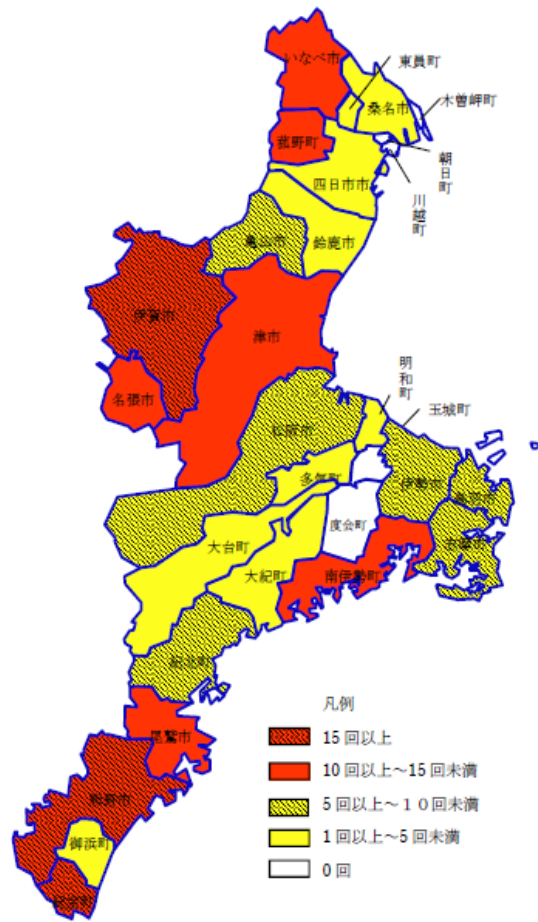 いなべ市
東員町
桑名市
木曽岬町
菰野町
朝日町
四日市市
川越町
亀山市
鈴鹿市
伊賀市
津市
名張市
明和町
玉城町
松阪市
多気町
伊勢市
鳥羽市
度会町
志摩市
大台町
大紀町
南伊勢町
紀北町
尾鷲市
熊野市
御浜町
紀宝町
凡例
15回以上
10回以上～15回未満
5回以上～10回未満
1回以上～5回未満
0回